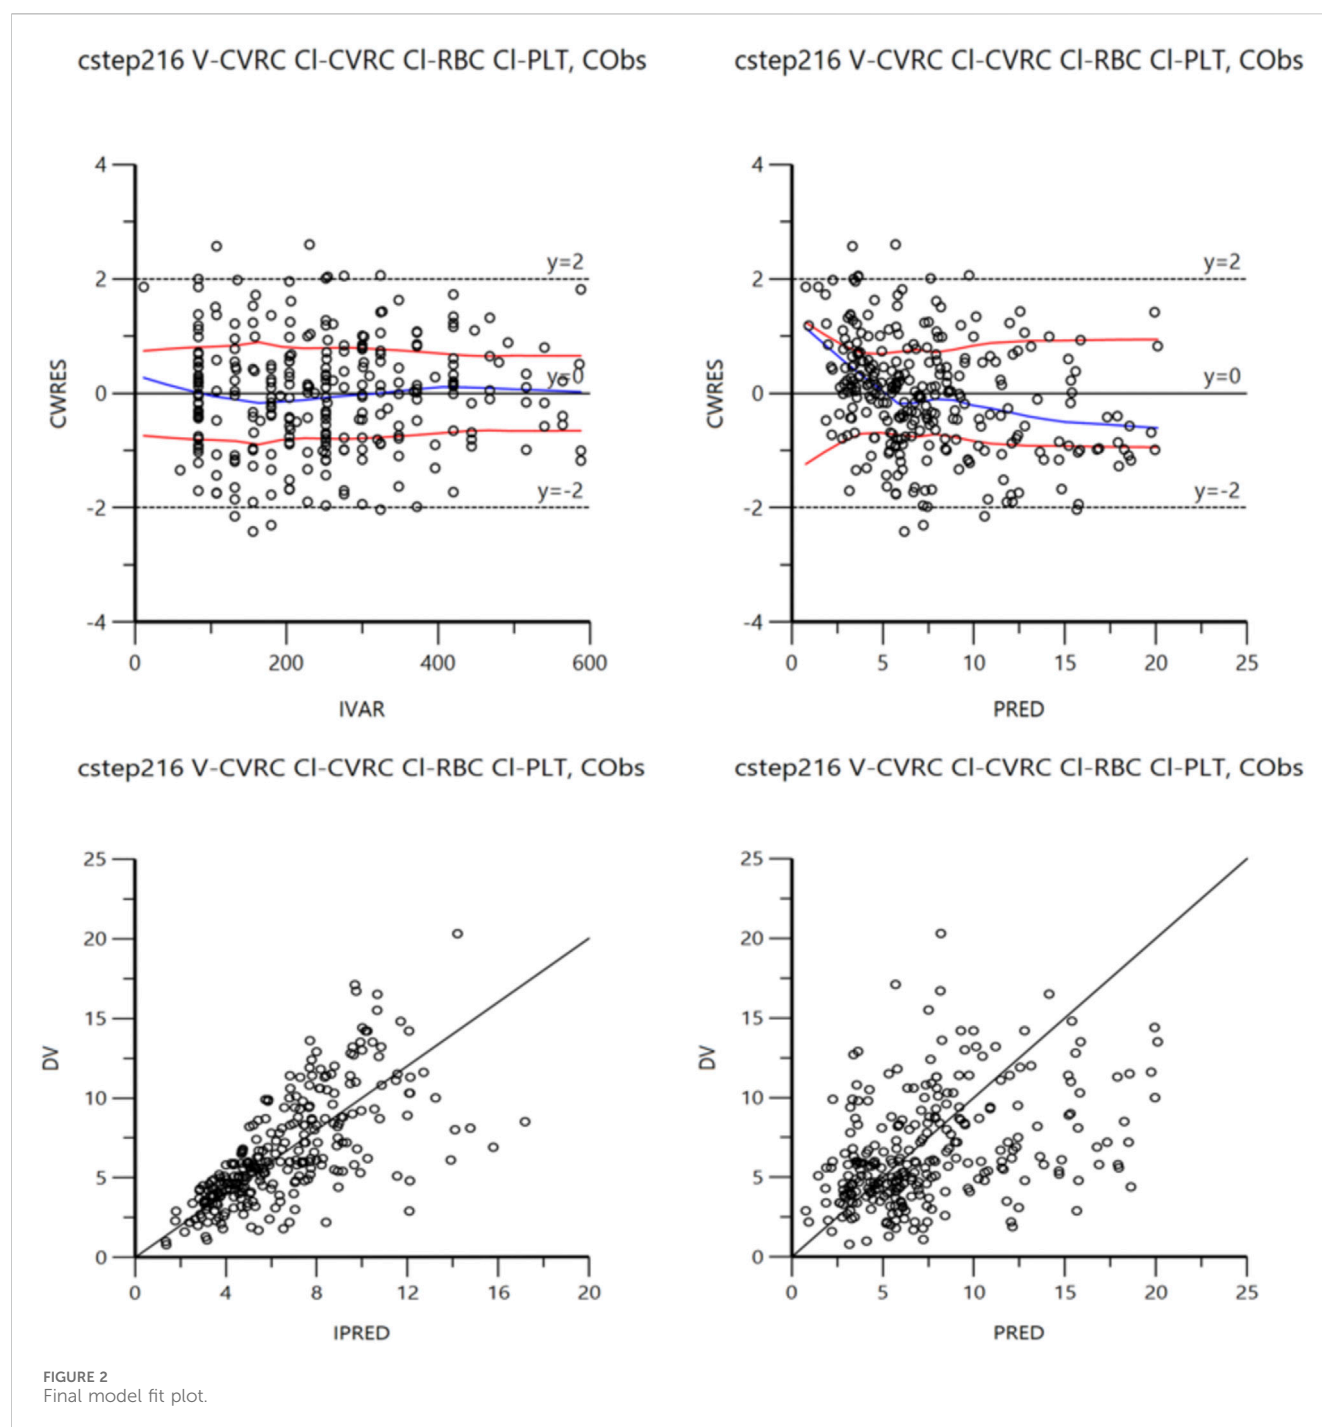 cstep216 V-CVRC Cl-CVRC Cl-RBC Cl-PLT, CObs
4
2
0
-2
-4
CWRES
y=2
y=0
y=-2
0
200
400
600
IVAR
cstep216 V-CVRC Cl-CVRC Cl-RBC Cl-PLT, CObs
4
2
0
-2
-4
CWRES
y=2
y=0
y=-2
0
5
10
15
20
25
PRED
cstep216 V-CVRC Cl-CVRC Cl-RBC Cl-PLT, CObs
25
20
15
10
5
0
DV
0
4
8
12
16
20
IPRED
cstep216 V-CVRC Cl-CVRC Cl-RBC Cl-PLT, CObs
25
20
15
10
5
0
DV
0
5
10
15
20
25
PRED
FIGURE 2
Final model fit plot.